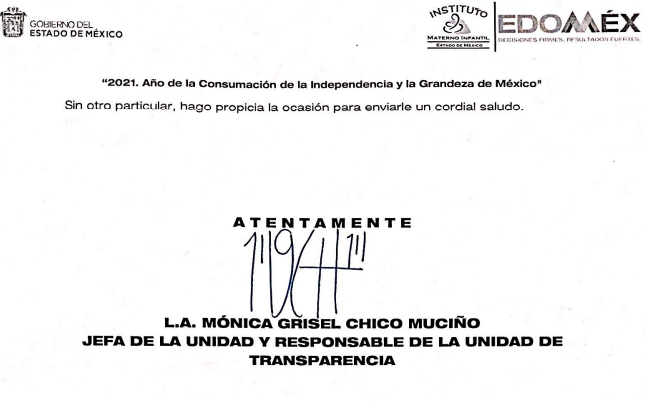 GOBIERNO DEL
ESTADO DE MÉXICO
INSTITUTO
MATERNO INFANTIL
ESTADO DE MÉXICO
EDOMÉX
DECISIONES FIRMES, RESULTADOS FUERTES.
"2021. Año de la Consumación de la Independencia y la Grandeza de México"
Sin otro particular, hago propicia la ocasión para enviarle un cordial saludo.
ATENTAMENTE
L.A. MÓNICA GRISEL CHICO MUCIÑO
JEFA DE LA UNIDAD Y RESPONSABLE DE LA UNIDAD DE
TRANSPARENCIA